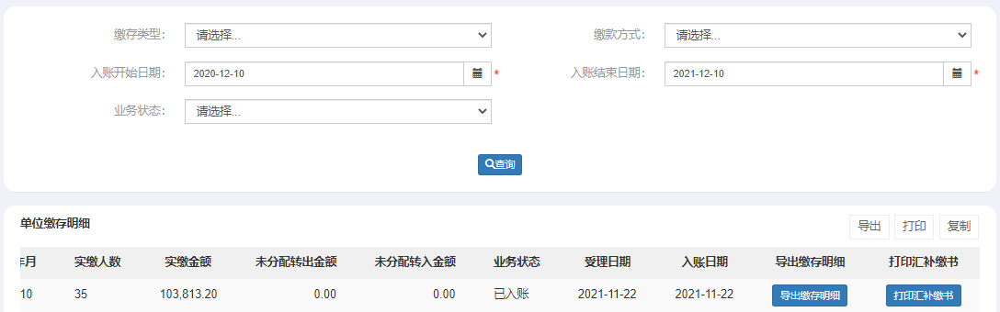 缴存类型： 请选择... 缴款方式： 请选择...
入账开始日期： 2020-12-10 * 入账结束日期： 2021-12-10 *
业务状态： 请选择...
查询
单位缴存明细 导出 打印 复制
月 实缴人数 实缴金额 未分配转出金额 未分配转入金额 业务状态 受理日期 入账日期 导出缴存明细 打印汇补缴书
10 35 103,813.20 0.00 0.00 已入账 2021-11-22 2021-11-22 导出缴存明细 打印汇补缴书